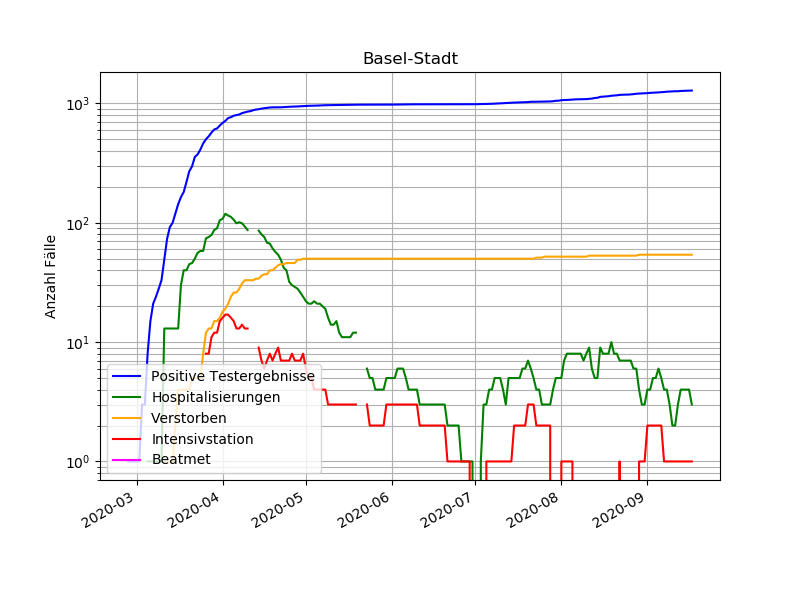 Basel-Stadt
Anzahl Fälle
10³
10²
10¹
10⁰
Positive Testergebnisse
Hospitalisierungen
Verstorben
Intensivstation
Beatmet
2020-03
2020-04
2020-05
2020-06
2020-07
2020-08
2020-09